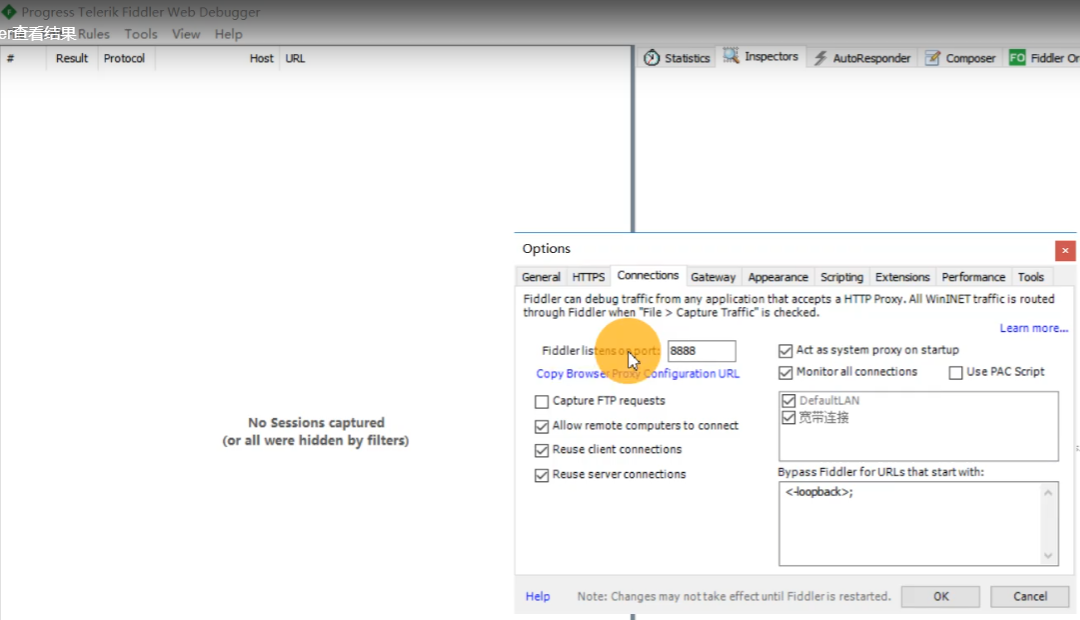 Progress Telerik Fiddler Web Debugger
er查看结果 Rules Tools View Help
# Result Protocol Host URL
Statistics Inspectors AutoResponder Composer FO Fiddler Or
No Sessions captured
(or all were hidden by filters)
Options
General HTTPS Connections Gateway Appearance Scripting Extensions Performance Tools
Fiddler can debug traffic from any application that accepts a HTTP Proxy. All WinINET traffic is routed
through Fiddler when "File > Capture Traffic" is checked.
Learn more...
Fiddler listens on port: 8888
Copy Browser Proxy Configuration URL
Capture FTP requests
Allow remote computers to connect
Reuse client connections
Reuse server connections
Act as system proxy on startup
Monitor all connections Use PAC Script
DefaultLAN
宽带连接
Bypass Fiddler for URLs that start with:
<-loopback>;
Help Note: Changes may not take effect until Fiddler is restarted. OK Cancel